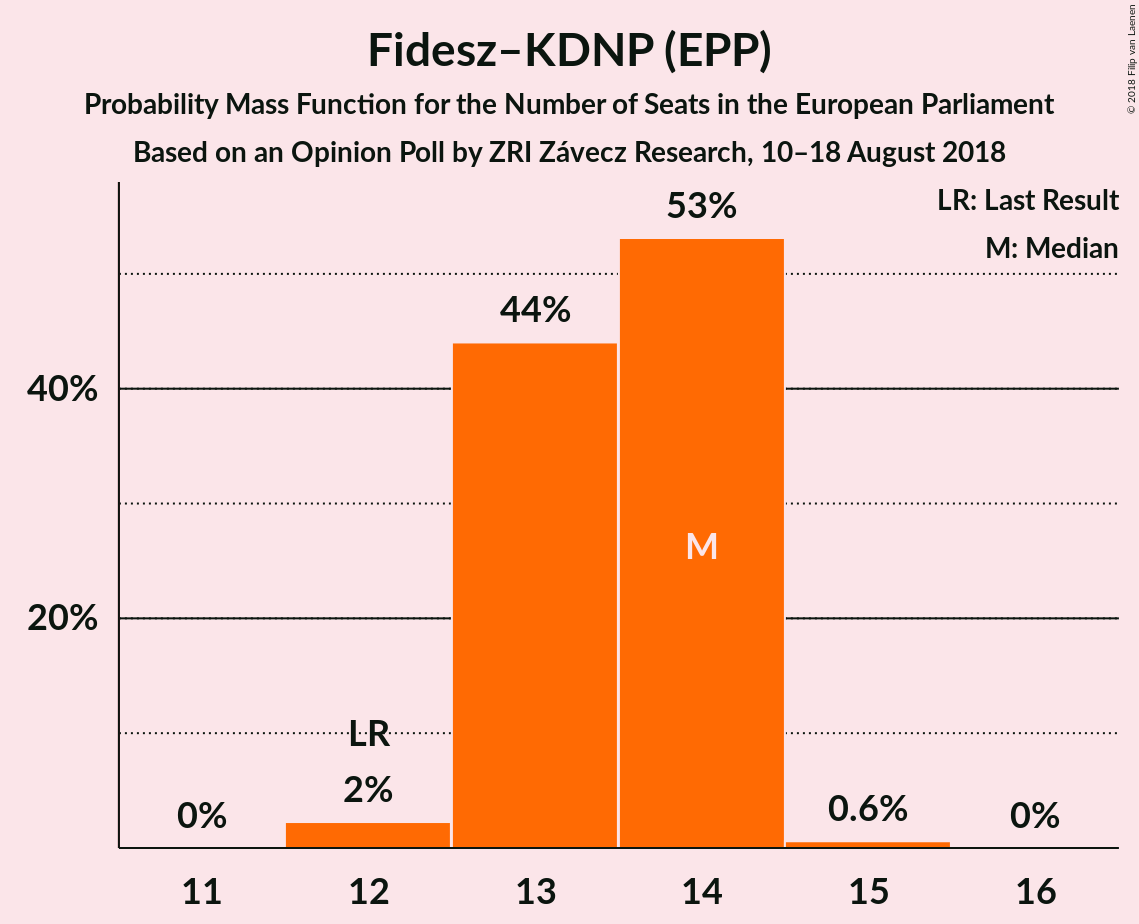 Fidesz–KDNP (EPP)
Probability Mass Function for the Number of Seats in the European Parliament
Based on an Opinion Poll by ZRI Závecz Research, 10–18 August 2018
© 2018 Filip van Laenen
LR: Last Result
M: Median
53%
44%
40%
M
20%
LR
2%
0%
0.6%
0%
11 12 13 14 15 16